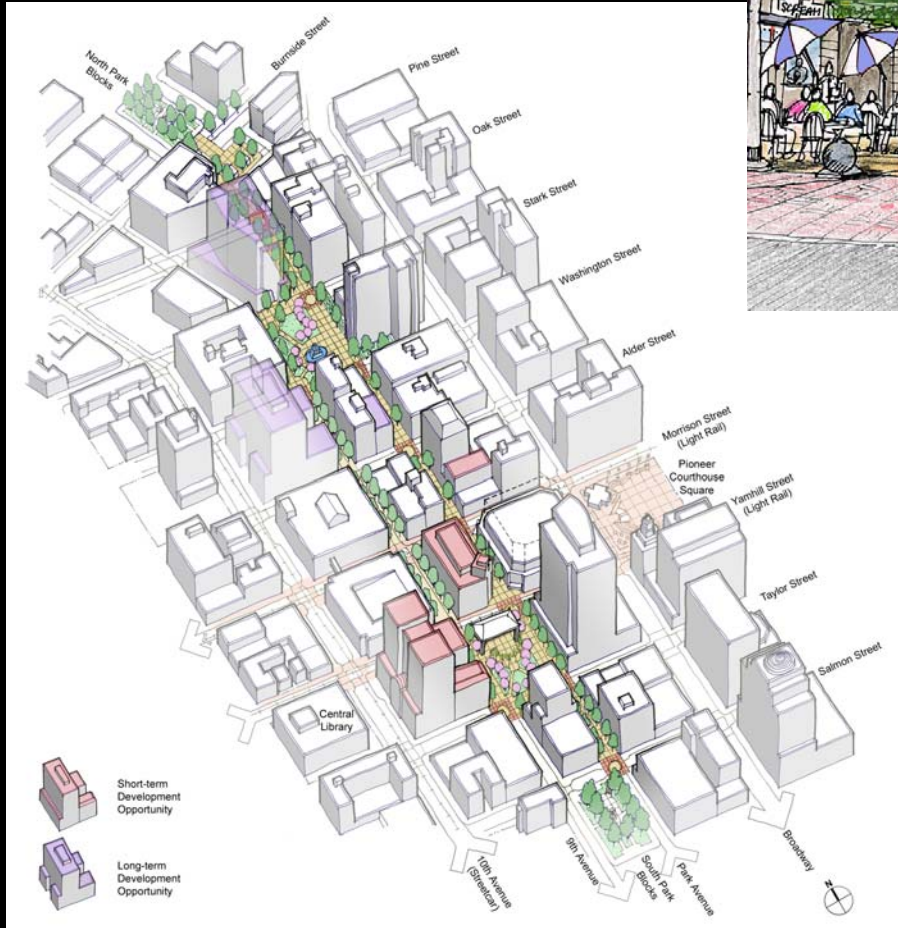 North Park
Blocks
Burnside Street
Pine Street
Oak Street
Stark Street
Washington Street
Alder Street
Morrison Street
(Light Rail)
Pioneer
Courthouse
Square
Yamhill Street
(Light Rail)
Taylor Street
Salmon Street
Central
Library
Short-term
Development
Opportunity
Long-term
Development
Opportunity
10th Avenue
(Streetcar)
9th Avenue
South Park
Blocks
Park Avenue
Broadway
N